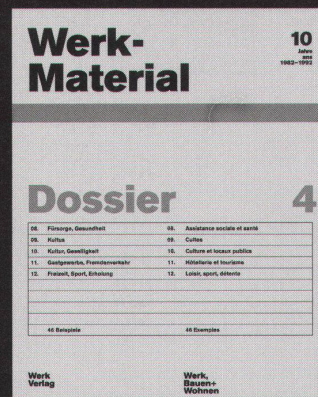 Werk-
Material
10
Jahre
ans
1982–1992
Dossier 4
08. Fürsorge, Gesundheit 08. Assistance sociale et santé
09. Kultus 09. Cultes
10. Kultur, Geselligkeit 10. Culture et locaux publics
11. Gastgewerbe, Fremdenverkehr 11. Hôtellerie et tourisme
12. Freizeit, Sport, Erholung 12. Loisir, sport, détente
46 Beispiele 46 Exemples
Werk
Verlag
Werk,
Bauen+
Wohnen